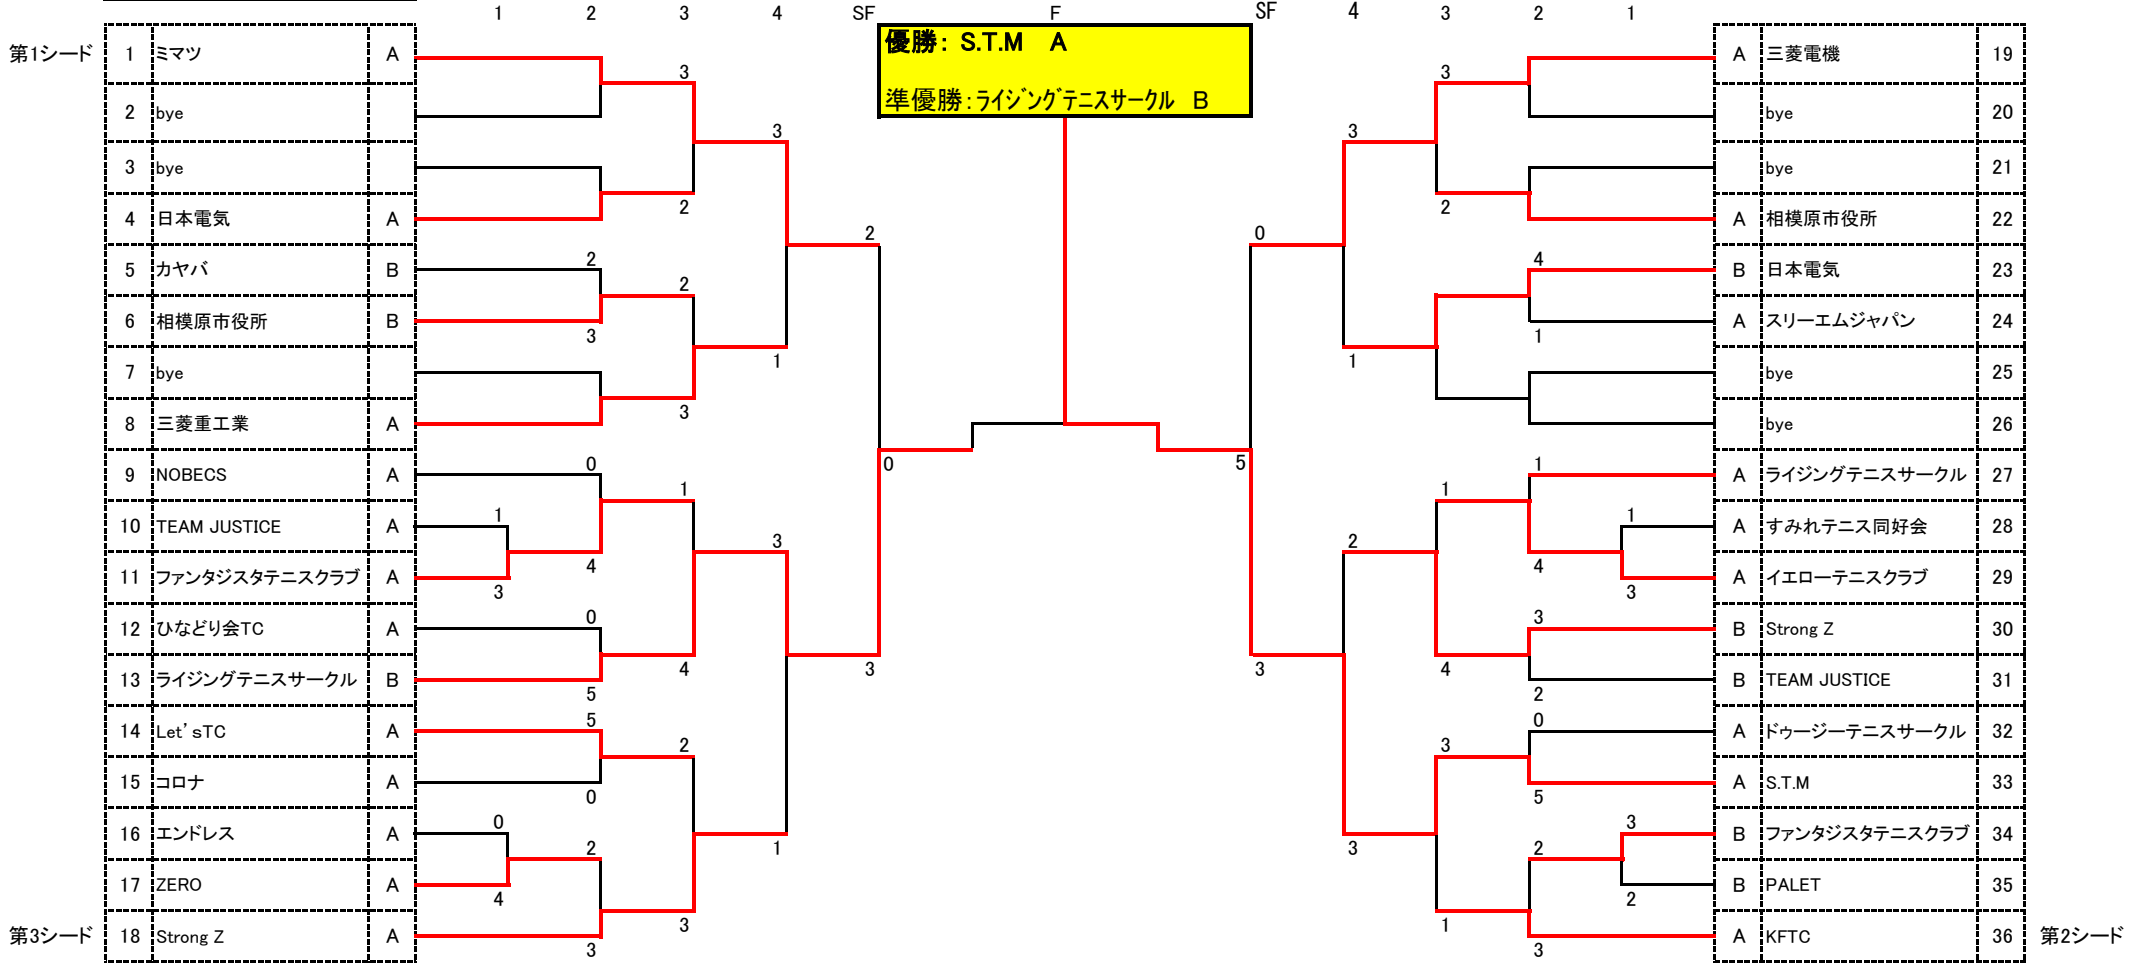 1 2 3 4 SF F SF 4 3 2 1
優勝: S.T.M A
準優勝:ライジングテニスサークル B
第1シード 1 ミマツ A
2 bye
3 bye
4 日本電気 A
5 カヤバ B
6 相模原市役所 B
7 bye
8 三菱重工業 A
9 NOBECS A
10 TEAM JUSTICE A
11 ファンタジスタテニスクラブ A
12 ひなどり会TC A
13 ライジングテニスサークル B
14 Let'sTC A
15 コロナ A
16 エンドレス A
17 ZERO A
第3シード 18 Strong Z A
3
3
2
2
2
2
3
1
3
0
1
1
4
3
3
0
4
5
3
5
2
0
0
2
1
4
3
3
0
5
3
3
2
0
4
1
1
1
1
1
2
4
3
3
3
4
2
0
3
5
3
2
3
2
1
3
A 三菱電機 19
bye 20
bye 21
A 相模原市役所 22
B 日本電気 23
A スリーエムジャパン 24
bye 25
bye 26
A ライジングテニスサークル 27
A すみれテニス同好会 28
A イエローテニスクラブ 29
B Strong Z 30
B TEAM JUSTICE 31
A ドゥージーテニスサークル 32
A S.T.M 33
B ファンタジスタテニスクラブ 34
B PALET 35
A KFTC 36 第2シード